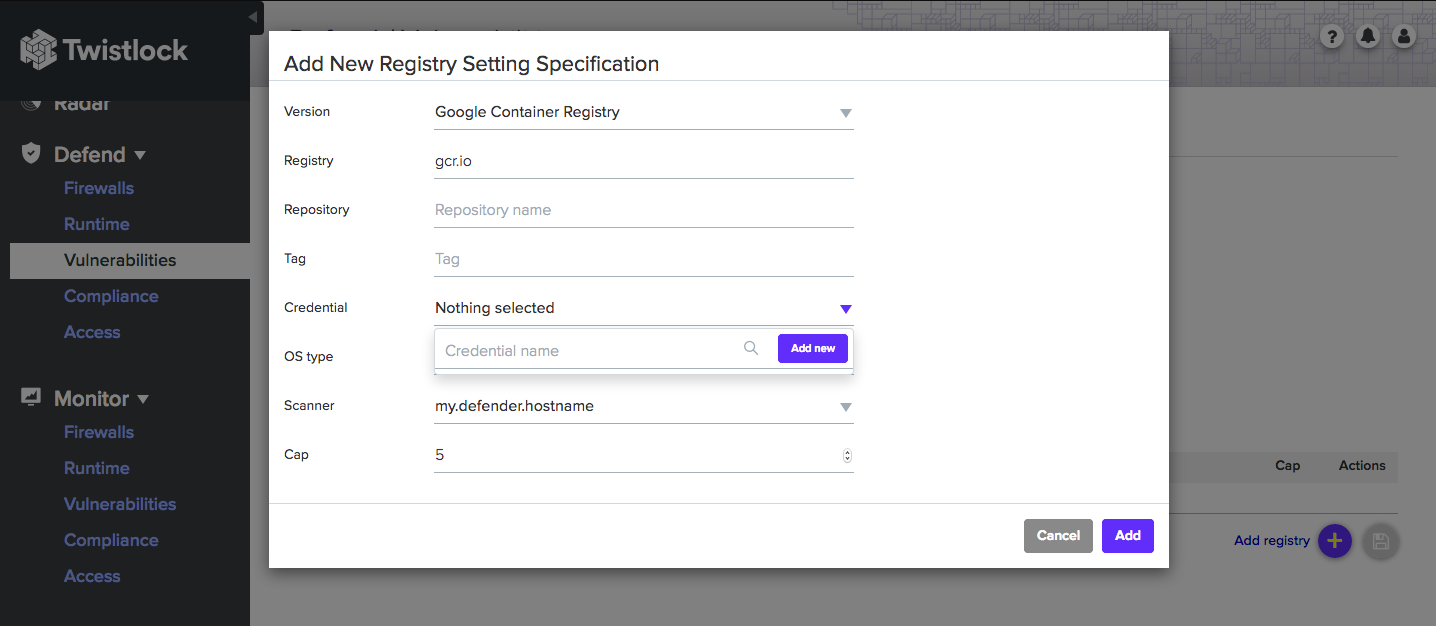 Twistlock
Radar
Defend
Firewalls
Runtime
Vulnerabilities
Compliance
Access
Monitor
Firewalls
Runtime
Vulnerabilities
Compliance
Access
?
Add New Registry Setting Specification
Version Google Container Registry
Registry gcr.io
Repository Repository name
Tag Tag
Credential Nothing selected
Credential name Add new
OS type
Scanner my.defender.hostname
Cap 5
Cancel Add
Cap Actions
Add registry